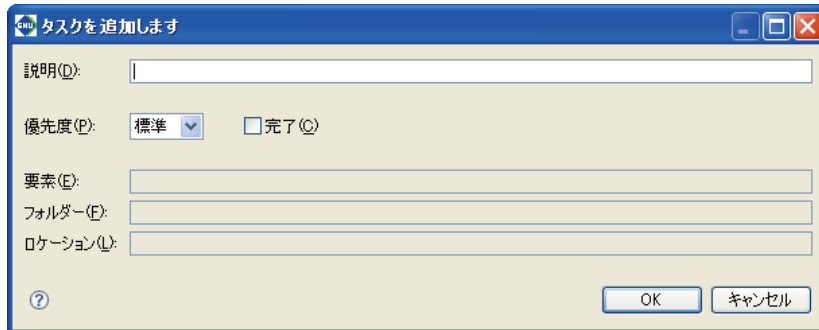 GNU タスクを追加します
説明(D):
優先度(P): 標準 完了(C)
要素(E):
フォルダー(F):
ロケーション(L):
? OK キャンセル